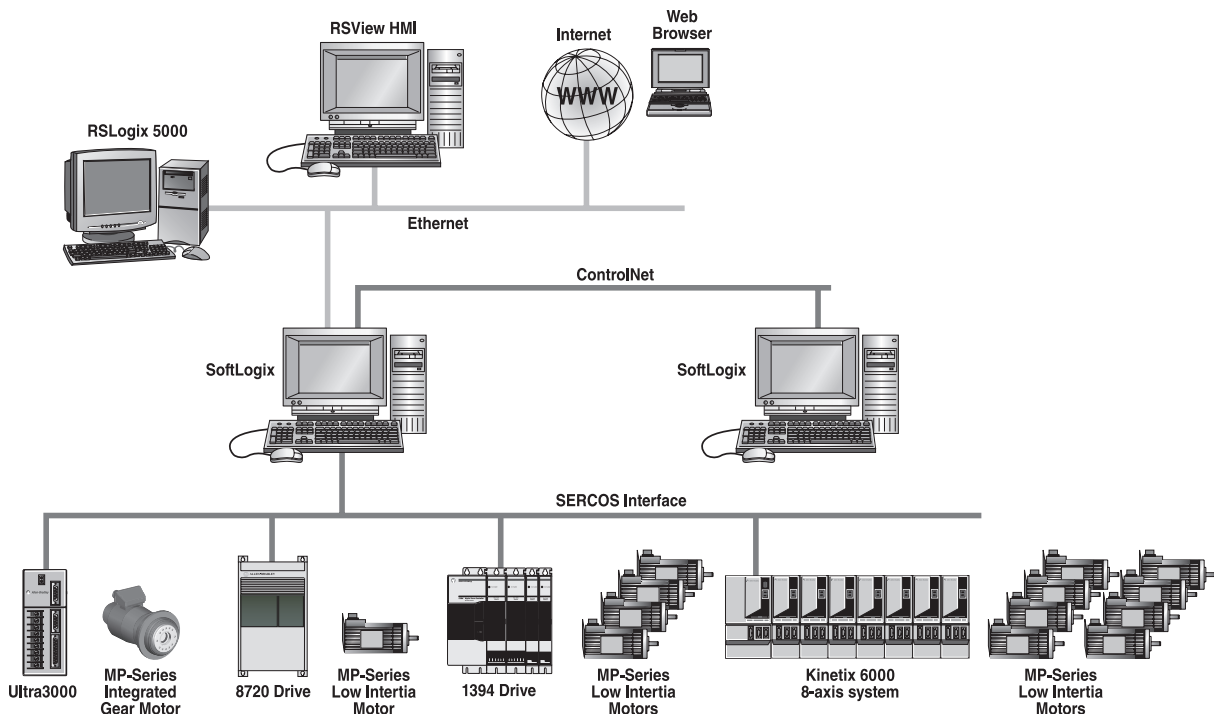 RSView HMI
Internet
Web
Browser
WWW
RSLogix 5000
Ethernet
ControlNet
SoftLogix
SoftLogix
SERCOS Interface
Ultra3000
MP-Series
Integrated
Gear Motor
8720 Drive
MP-Series
Low Intertia
Motor
1394 Drive
MP-Series
Low Intertia
Motors
Kinetix 6000
8-axis system
MP-Series
Low Intertia
Motors